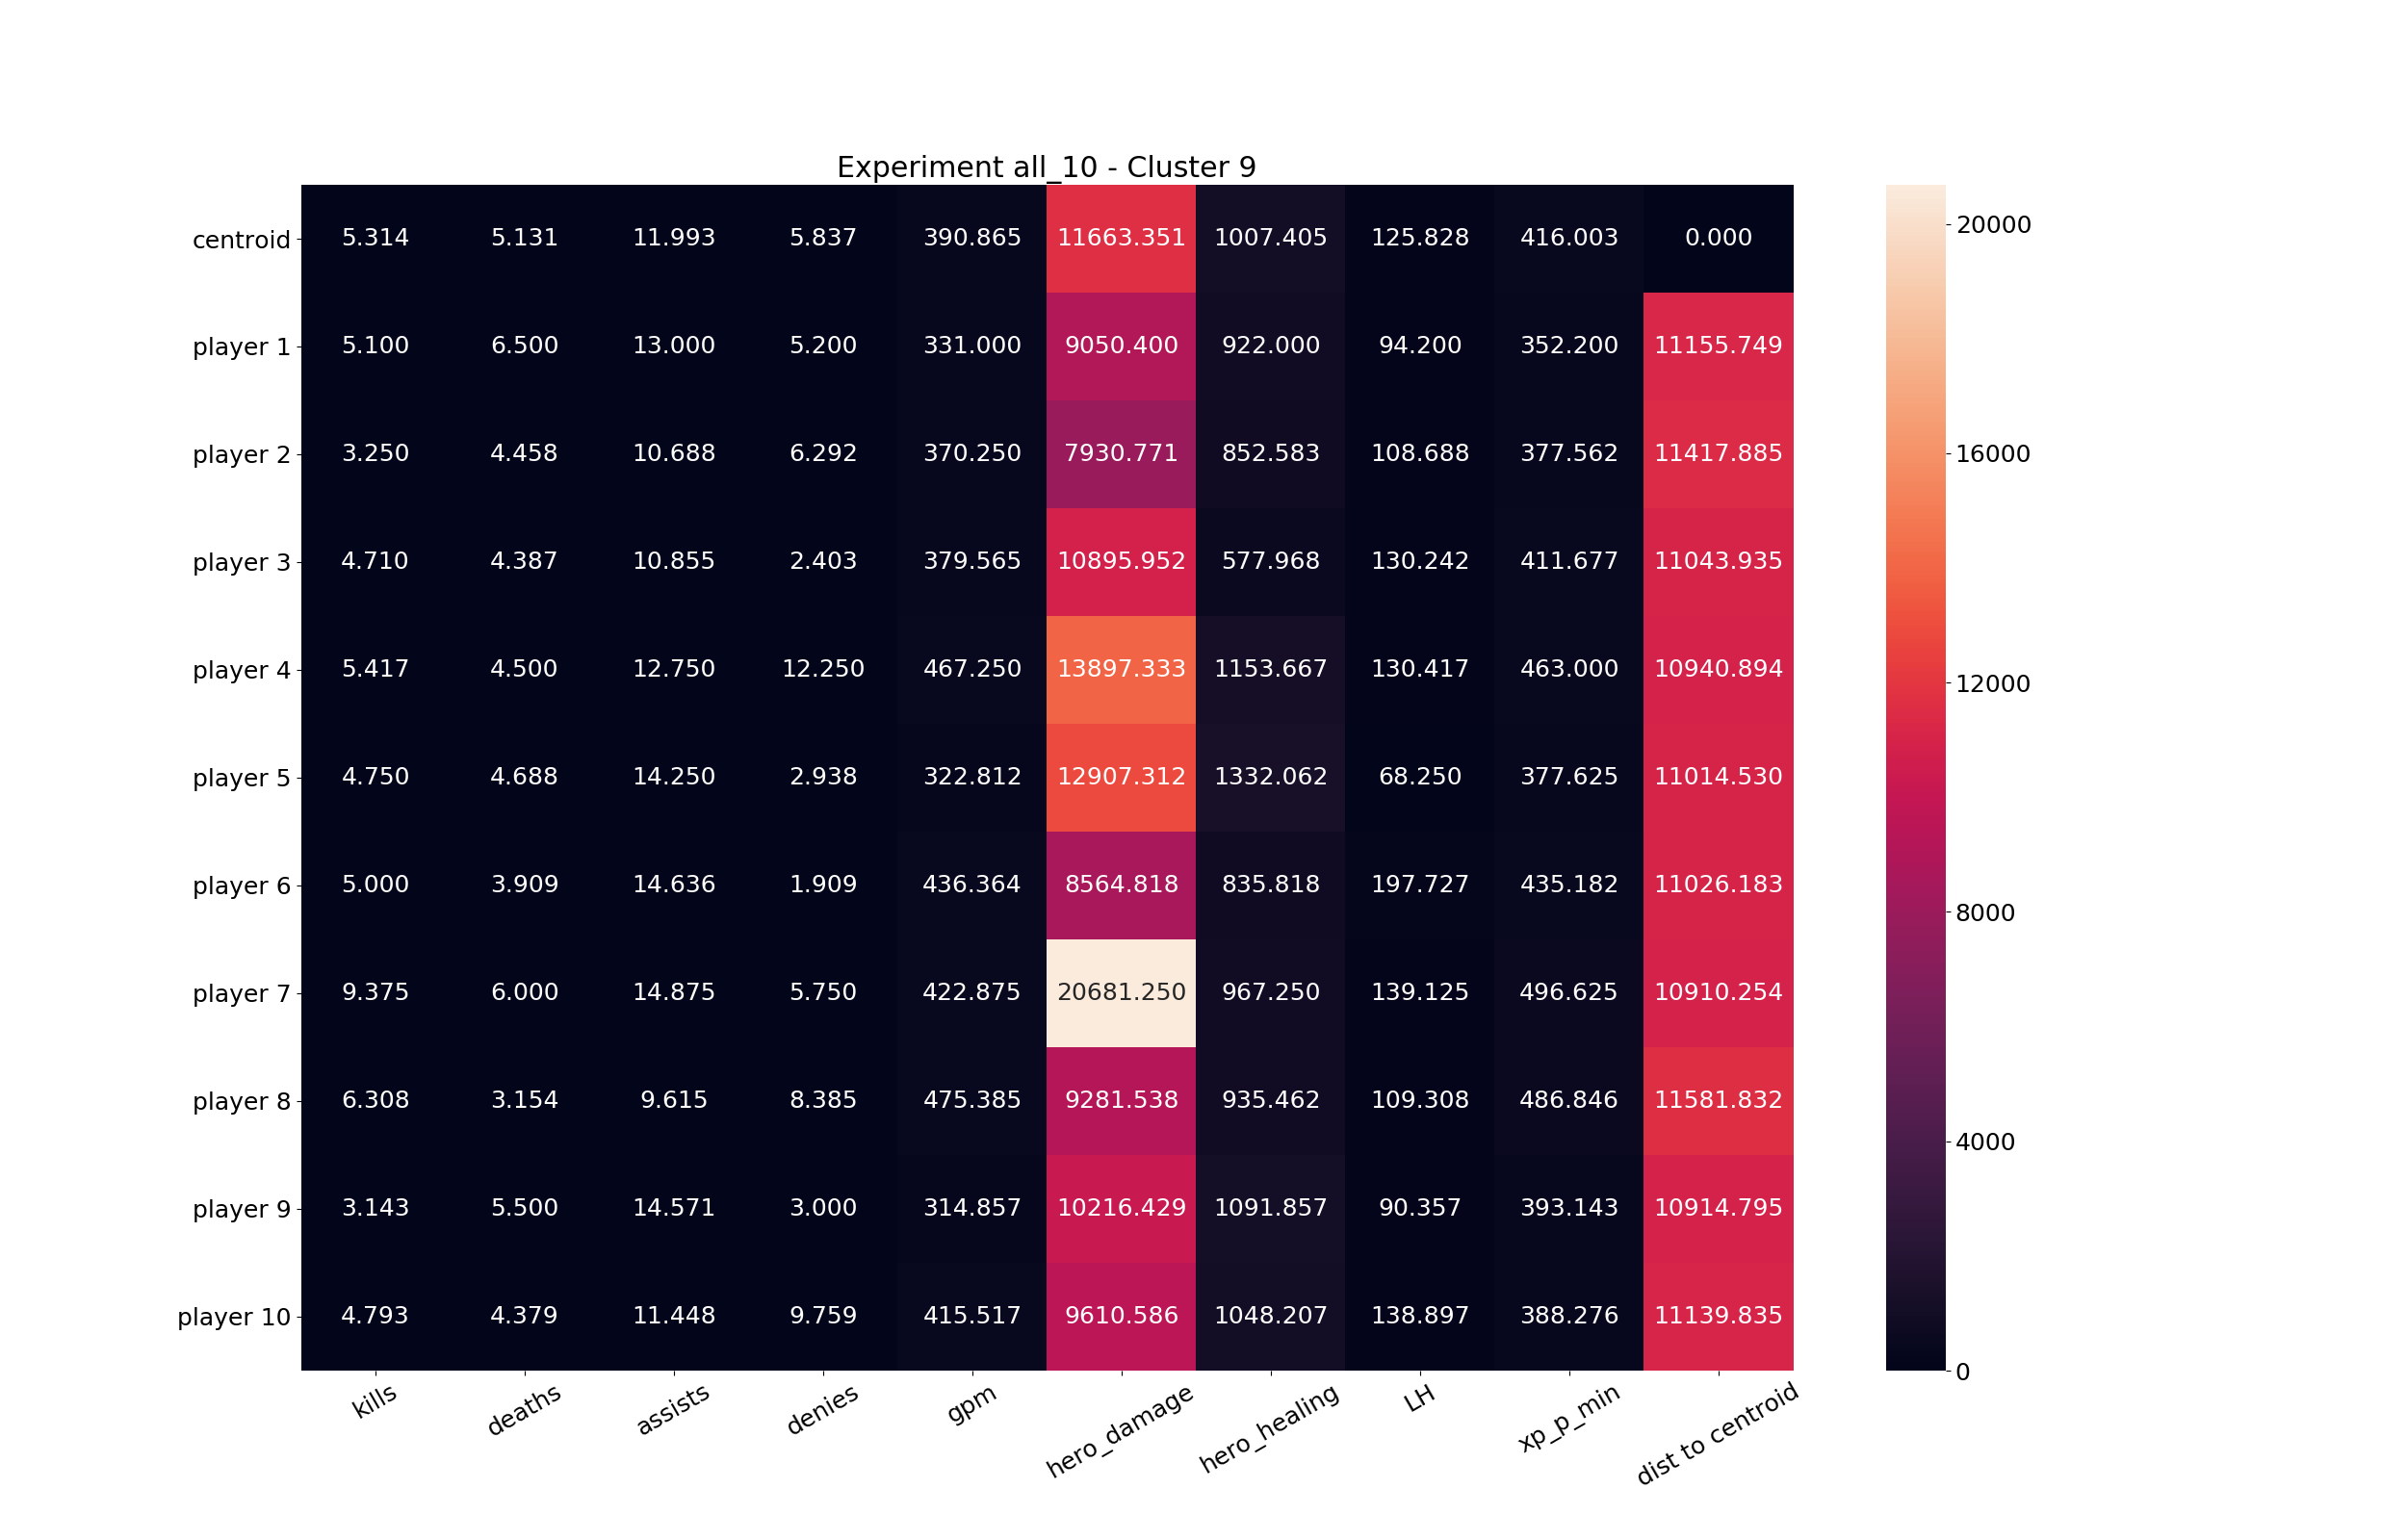 Experiment all_10 - Cluster 9
centroid 5.314 5.131 11.993 5.837 390.865 11663.351 1007.405 125.828 416.003 0.000
player 1 5.100 6.500 13.000 5.200 331.000 9050.400 922.000 94.200 352.200 11155.749
player 2 3.250 4.458 10.688 6.292 370.250 7930.771 852.583 108.688 377.562 11417.885
player 3 4.710 4.387 10.855 2.403 379.565 10895.952 577.968 130.242 411.677 11043.935
player 4 5.417 4.500 12.750 12.250 467.250 13897.333 1153.667 130.417 463.000 10940.894
player 5 4.750 4.688 14.250 2.938 322.812 12907.312 1332.062 68.250 377.625 11014.530
player 6 5.000 3.909 14.636 1.909 436.364 8564.818 835.818 197.727 435.182 11026.183
player 7 9.375 6.000 14.875 5.750 422.875 20681.250 967.250 139.125 496.625 10910.254
player 8 6.308 3.154 9.615 8.385 475.385 9281.538 935.462 109.308 486.846 11581.832
player 9 3.143 5.500 14.571 3.000 314.857 10216.429 1091.857 90.357 393.143 10914.795
player 10 4.793 4.379 11.448 9.759 415.517 9610.586 1048.207 138.897 388.276 11139.835
kills deaths assists denies gpm hero_damage hero_healing LH xp_p_min dist to centroid
20000
16000
12000
8000
4000
0